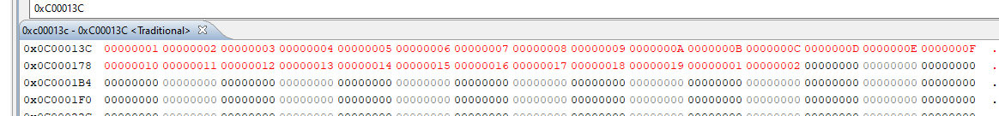 0xC00013C
0xc00013c - 0xC00013C <Traditional>
0x0C00013C 00000001 00000002 00000003 00000004 00000005 00000006 00000007 00000008 00000009 0000000A 0000000B 0000000C 0000000D 0000000E 0000000F .
0x0C000178 00000010 00000011 00000012 00000013 00000014 00000015 00000016 00000017 00000018 00000019 00000001 00000002 00000000 00000000 00000000 .
0x0C0001B4 00000000 00000000 00000000 00000000 00000000 00000000 00000000 00000000 00000000 00000000 00000000 00000000 00000000 00000000 00000000 .
0x0C0001F0 00000000 00000000 00000000 00000000 00000000 00000000 00000000 00000000 00000000 00000000 00000000 00000000 00000000 00000000 00000000 .